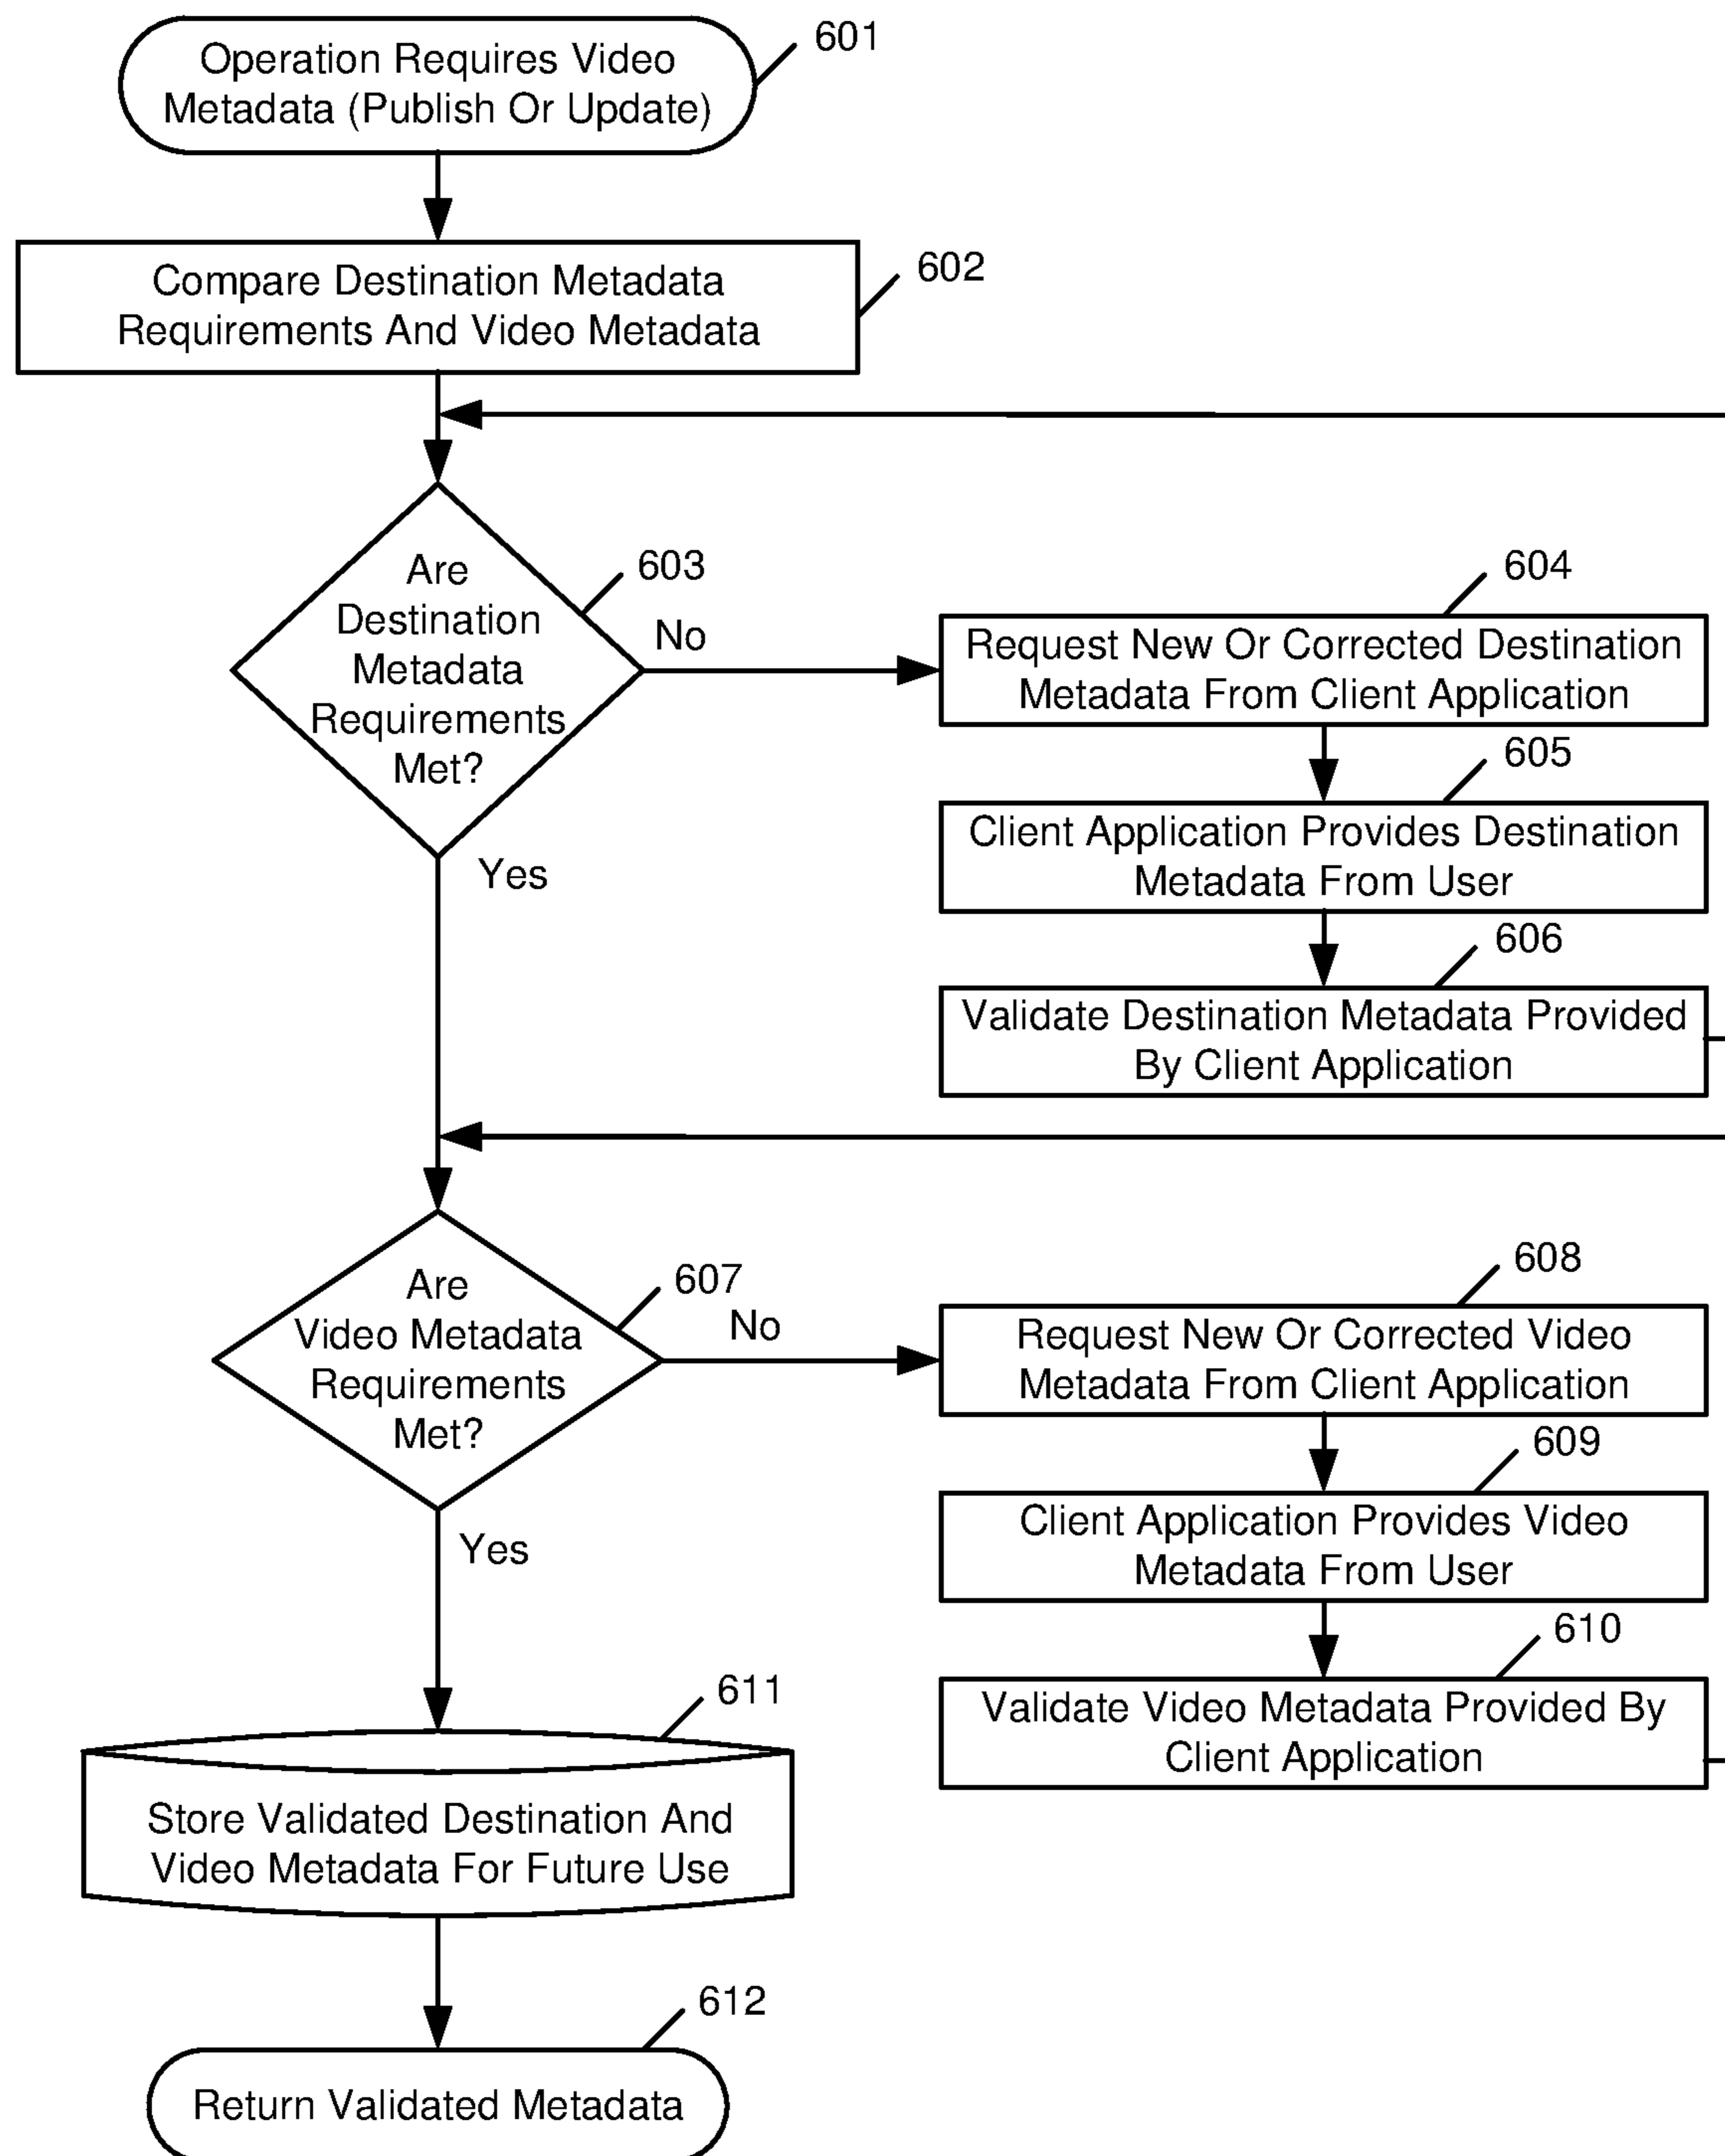 601
Operation Requires Video
Metadata (Publish Or Update)
602
Compare Destination Metadata
Requirements And Video Metadata
603
Are
Destination
Metadata
Requirements
Met?
No
Yes
604
Request New Or Corrected Destination
Metadata From Client Application
605
Client Application Provides Destination
Metadata From User
606
Validate Destination Metadata Provided
By Client Application
607
Are
Video Metadata
Requirements
Met?
No
Yes
608
Request New Or Corrected Video
Metadata From Client Application
609
Client Application Provides Video
Metadata From User
610
Validate Video Metadata Provided By
Client Application
611
Store Validated Destination And
Video Metadata For Future Use
612
Return Validated Metadata